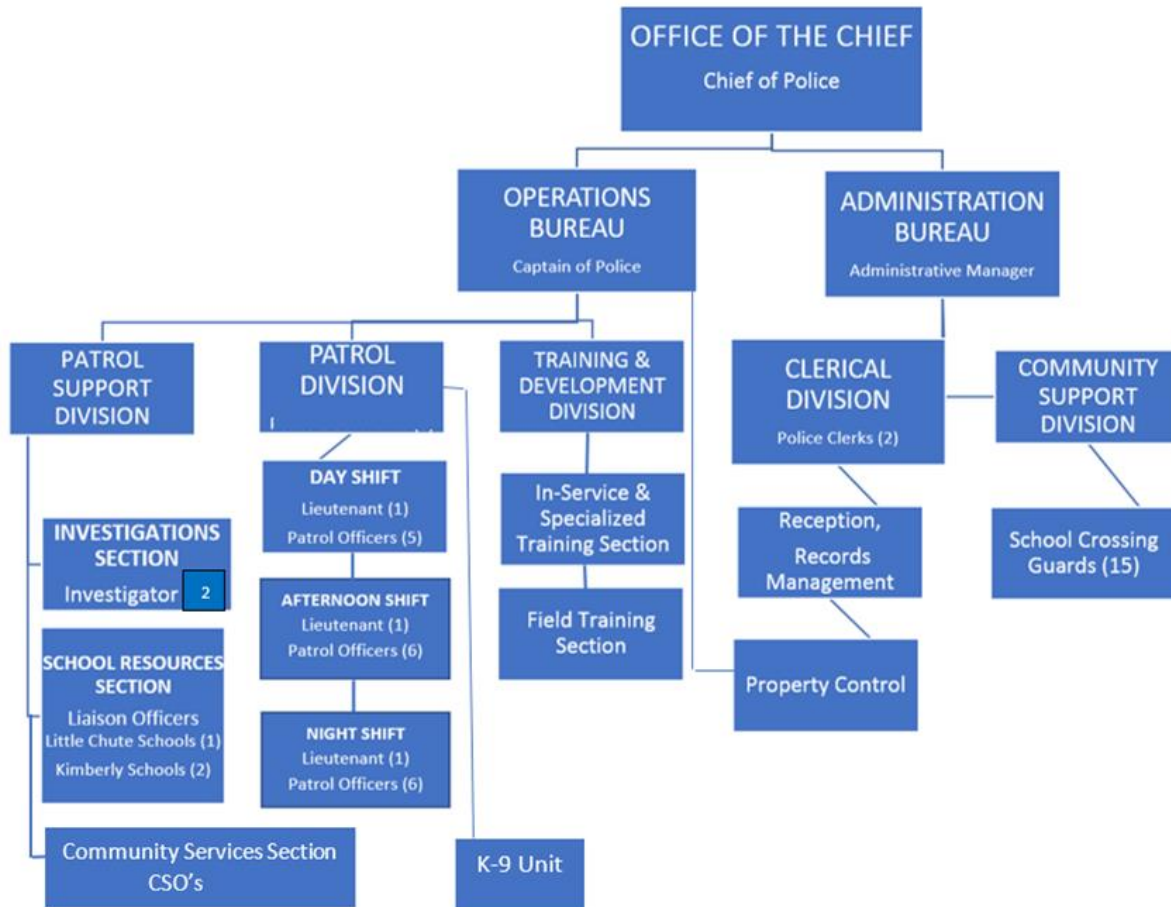 OFFICE OF THE CHIEF
Chief of Police
OPERATIONS
BUREAU
Captain of Police
ADMINISTRATION
BUREAU
Administrative Manager
PATROL
SUPPORT
DIVISION
PATROL
DIVISION
TRAINING &
DEVELOPMENT
DIVISION
CLERICAL
DIVISION
Police Clerks (2)
COMMUNITY
SUPPORT
DIVISION
INVESTIGATIONS
SECTION
Investigator 2
SCHOOL RESOURCES
SECTION
Liaison Officers
Little Chute Schools (1)
Kimberly Schools (2)
Community Services Section
CSO's
DAY SHIFT
Lieutenant (1)
Patrol Officers (5)
AFTERNOON SHIFT
Lieutenant (1)
Patrol Officers (6)
NIGHT SHIFT
Lieutenant (1)
Patrol Officers (6)
K-9 Unit
In-Service &
Specialized
Training Section
Field Training
Section
Reception,
Records
Management
Property Control
School Crossing
Guards (15)